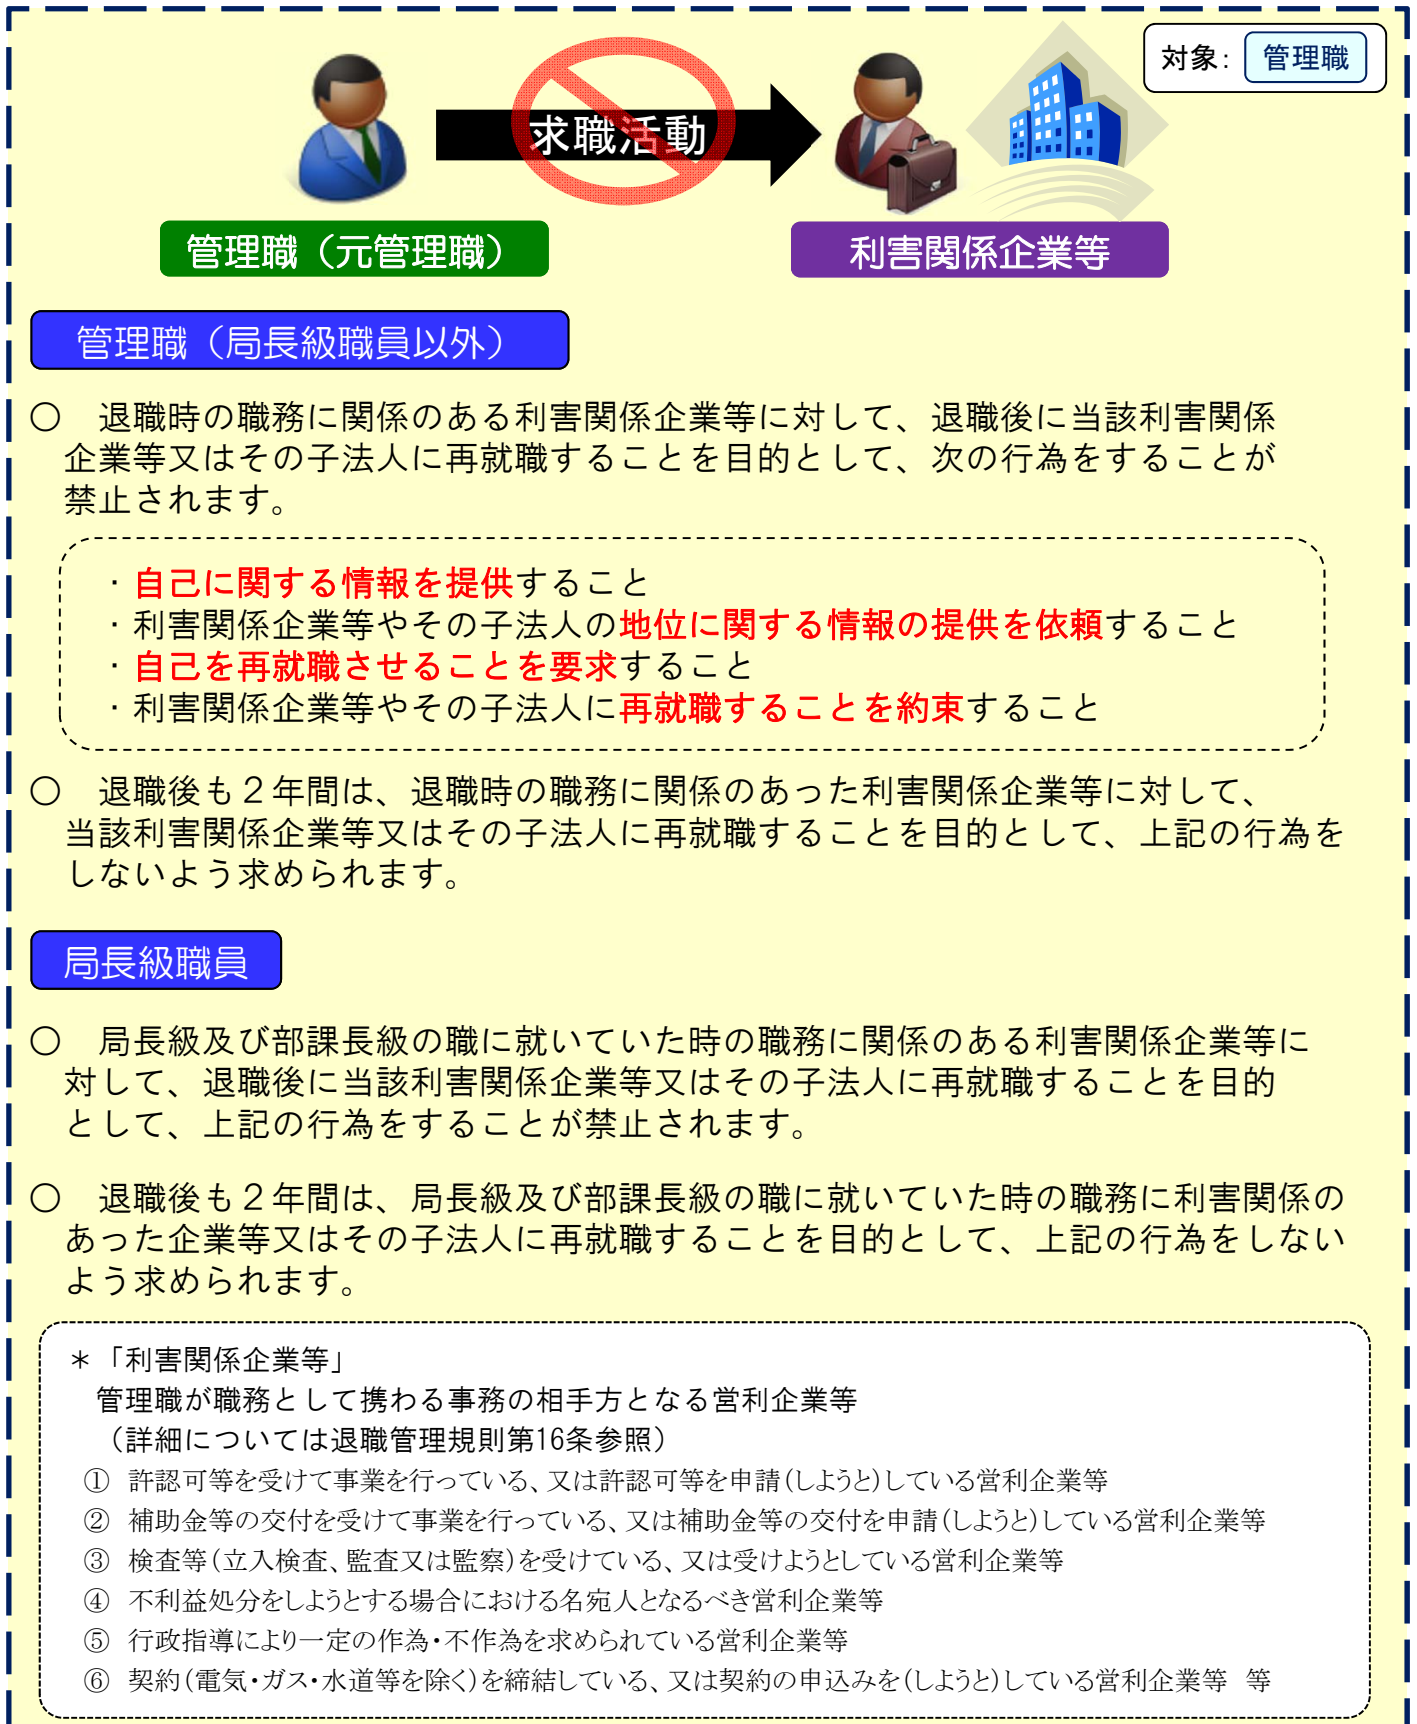 対象： 管理職
求職活動
管理職（元管理職）
利害関係企業等
管理職（局長級職員以外）
○　退職時の職務に関係のある利害関係企業等に対して、退職後に当該利害関係
企業等又はその子法人に再就職することを目的として、次の行為をすることが
禁止されます。
・自己に関する情報を提供すること
・利害関係企業等やその子法人の地位に関する情報の提供を依頼すること
・自己を再就職させることを要求すること
・利害関係企業等やその子法人に再就職することを約束すること
○　退職後も２年間は、退職時の職務に関係のあった利害関係企業等に対して、
当該利害関係企業等又はその子法人に再就職することを目的として、上記の行為を
しないよう求められます。
局長級職員
○　局長級及び部課長級の職に就いていた時の職務に関係のある利害関係企業等に
対して、退職後に当該利害関係企業等又はその子法人に再就職することを目的
として、上記の行為をすることが禁止されます。
○　退職後も２年間は、局長級及び部課長級の職に就いていた時の職務に利害関係の
あった企業等又はその子法人に再就職することを目的として、上記の行為をしない
よう求められます。
＊「利害関係企業等」
管理職が職務として携わる事務の相手方となる営利企業等
（詳細については退職管理規則第16条参照）
①　許認可等を受けて事業を行っている、又は許認可等を申請(しようと)している営利企業等
②　補助金等の交付を受けて事業を行っている、又は補助金等の交付を申請(しようと)している営利企業等
③　検査等(立入検査、監査又は監察)を受けている、又は受けようとしている営利企業等
④　不利益処分をしようとする場合における名宛人となるべき営利企業等
⑤　行政指導により一定の作為・不作為を求められている営利企業等
⑥　契約(電気・ガス・水道等を除く)を締結している、又は契約の申込みを(しようと)している営利企業等　等